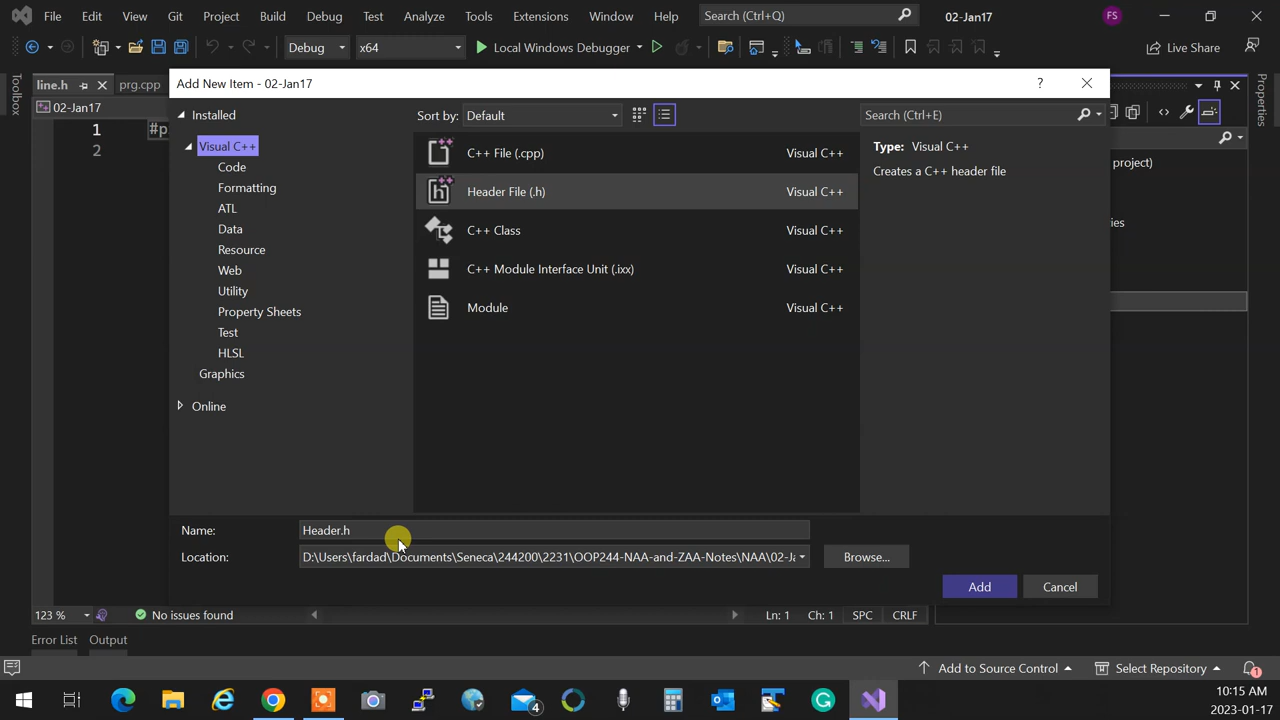 File Edit View Git Project Build Debug Test Analyze Tools Extensions Window Help Search (Ctrl+Q) 02-Jan17 FS
Debug x64 Local Windows Debugger Live Share
Toolbox
line.h prg.cpp
Add New Item - 02-Jan17 ?
Properties
02-Jan17
Installed
Sort by: Default
Search (Ctrl+E)
1 #p
2
Visual C++
Code
Formatting
ATL
Data
Resource
Web
Utility
Property Sheets
Test
HLSL
Graphics
Online
C++ File (.cpp) Visual C++
Header File (.h) Visual C++
C++ Class Visual C++
C++ Module Interface Unit (.ixx) Visual C++
Module Visual C++
Type: Visual C++
Creates a C++ header file
project)
ies
Name: Header.h
Location: D:\Users\fardad\Documents\Seneca\244200\2231\OOP244-NAA-and-ZAA-Notes\NAA\02-Ja
Browse...
Add Cancel
123 % No issues found Ln: 1 Ch: 1 SPC CRLF
Error List Output
Add to Source Control Select Repository 1
4
10:15 AM
2023-01-17